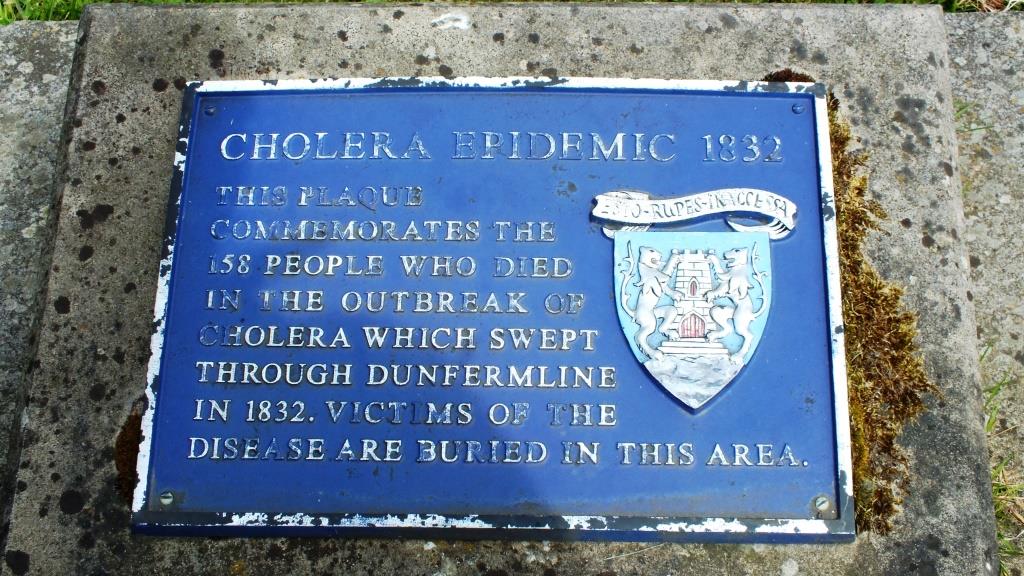 CHOLERA EPIDEMIC 1832
THIS PLAQUE
COMMEMORATES THE
158 PEOPLE WHO DIED
IN THE OUTBREAK OF
CHOLERA WHICH SWEPT
THROUGH DUNFERMLINE
IN 1832. VICTIMS OF THE
DISEASE ARE BURIED IN THIS AREA.
ESTO-RUPES-INACCESSA